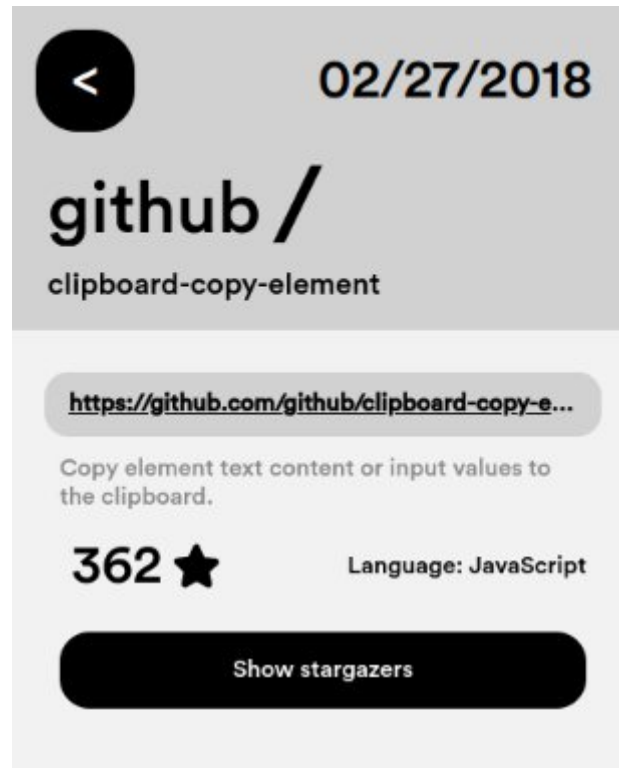 <
02/27/2018
github /
clipboard-copy-element
https://github.com/github/clipboard-copy-e...
Copy element text content or input values to
the clipboard.
362
Language: JavaScript
Show stargazers